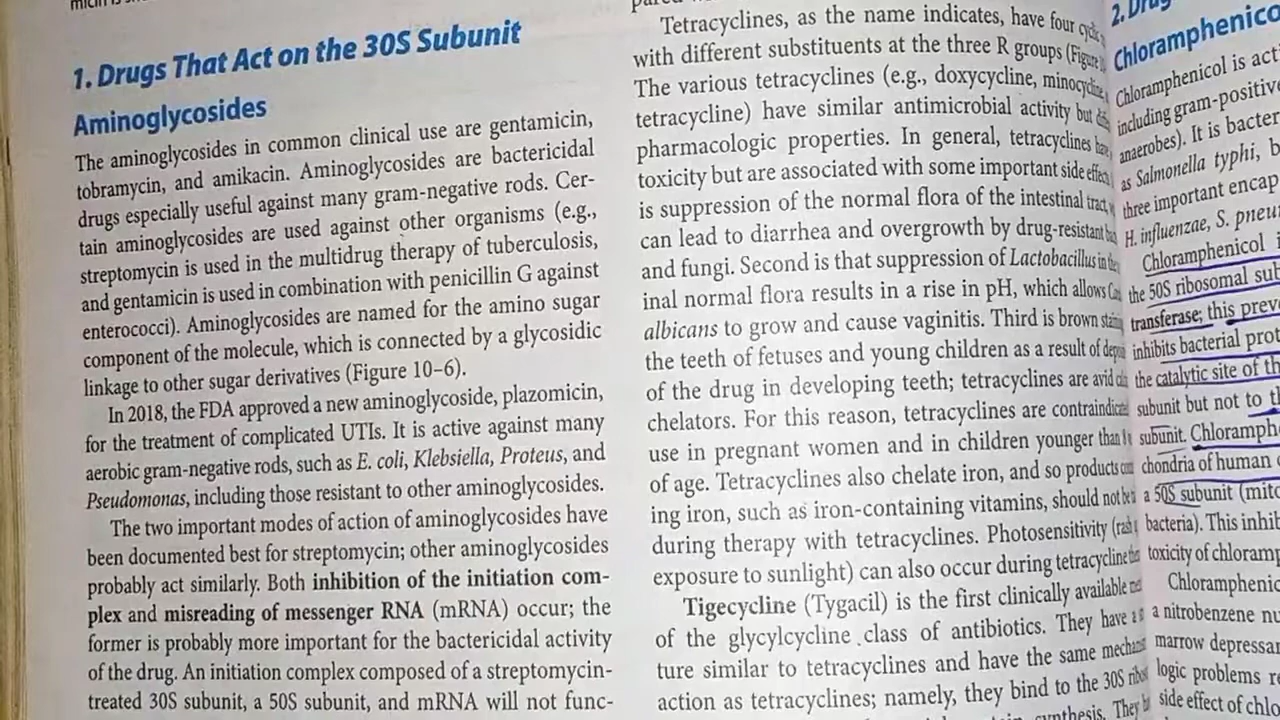 1. Drugs That Act on the 30S Subunit
Aminoglycosides
The aminoglycosides in common clinical use are gentamicin,
tobramycin, and amikacin. Aminoglycosides are bactericidal
drugs especially useful against many gram-negative rods. Cer-
tain aminoglycosides are used against other organisms (e.g.,
streptomycin is used in the multidrug therapy of tuberculosis,
and gentamicin is used in combination with penicillin G against
enterococci). Aminoglycosides are named for the amino sugar
component of the molecule, which is connected by a glycosidic
linkage to other sugar derivatives (Figure 10–6).
In 2018, the FDA approved a new aminoglycoside, plazomicin,
for the treatment of complicated UTIs. It is active against many
aerobic gram-negative rods, such as E. coli, Klebsiella, Proteus, and
Pseudomonas, including those resistant to other aminoglycosides.
The two important modes of action of aminoglycosides have
been documented best for streptomycin; other aminoglycosides
probably act similarly. Both inhibition of the initiation com-
plex and misreading of messenger RNA (mRNA) occur; the
former is probably more important for the bactericidal activity
of the drug. An initiation complex composed of a streptomycin-
treated 30S subunit, a 50S subunit, and mRNA will not func-
Tetracyclines, as the name indicates, have four
with different substituents at the three R groups (Figure
The various tetracyclines (e.g., doxycycline, minocycline,
tetracycline) have similar antimicrobial activity but
pharmacologic properties. In general, tetracyclines have
toxicity but are associated with some important side
is suppression of the normal flora of the intestinal tract,
can lead to diarrhea and overgrowth by drug-resistant
and fungi. Second is that suppression of Lactobacillus in the
inal normal flora results in a rise in pH, which allows
albicans to grow and cause vaginitis. Third is brown
the teeth of fetuses and young children as a result of
of the drug in developing teeth; tetracyclines are avid
chelators. For this reason, tetracyclines are
use in pregnant women and in children younger than
of age. Tetracyclines also chelate iron, and so products
ing iron, such as iron-containing vitamins, should not be
during therapy with tetracyclines. Photosensitivity
exposure to sunlight) can also occur during tetracycline
Tigecycline (Tygacil) is the first clinically available
of the glycylcycline class of antibiotics. They have a
ture similar to tetracyclines and have the same
action as tetracyclines; namely, they bind to the 30S
They
2.
Chloramphenico
Chloramphenicol is act
including gram-positive
anaerobes). It is bacter
as Salmonella typhi, b
three important encap
H. influenzae, S. pneu
Chloramphenicol i
the 50S ribosomal sub
transferase; this prev
inhibits bacterial prot
the catalytic site of th
subunit but not to th
subunit. Chloramph
chondria of human
a 50S subunit (mito
bacteria). This inhib
toxicity of chloramp
Chloramphenic
a nitrobenzene nu
marrow depressa
logic problems re
side effect of chlo